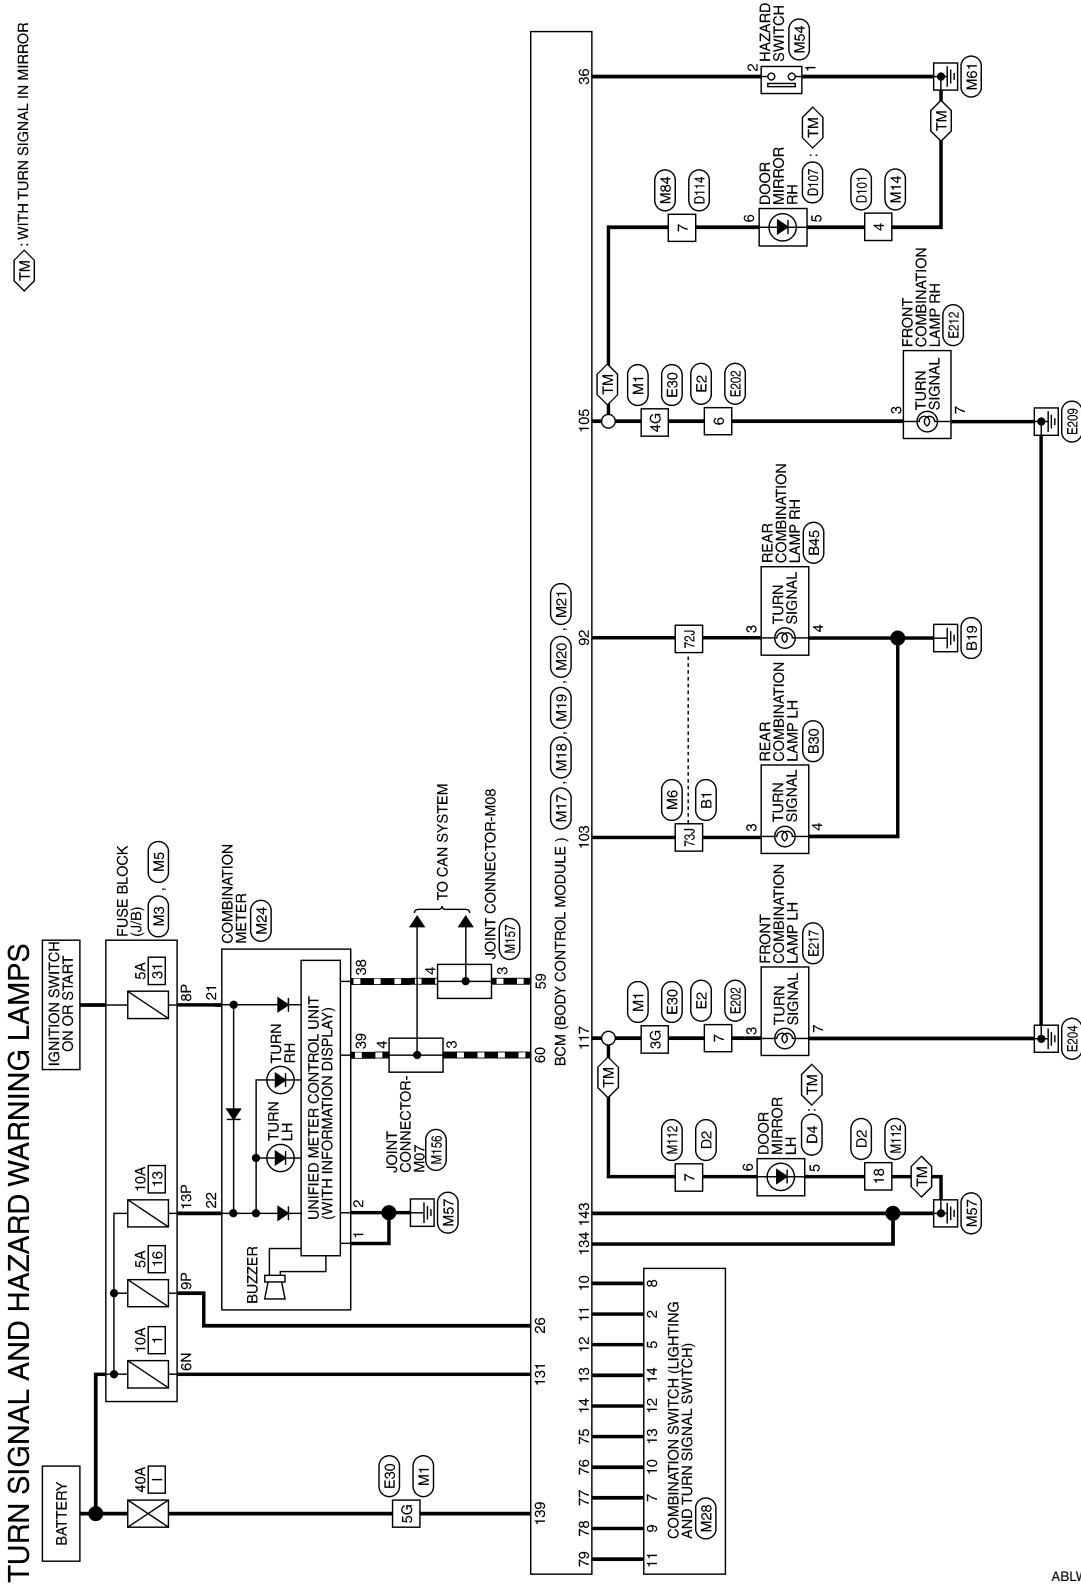 TURN SIGNAL AND HAZARD WARNING LAMPS
TM : WITH TURN SIGNAL IN MIRROR
BATTERY
IGNITION SWITCH
ON OR START
40A
I
10A
1
5A
16
10A
13
5A
31
FUSE BLOCK
(J/B)
M3 , M5
6N
9P
13P
8P
E30
5G
M1
22
21
COMBINATION
METER
M24
BUZZER
TURN
LH
TURN
RH
UNIFIED METER CONTROL UNIT
(WITH INFORMATION DISPLAY)
1
2
39
38
M57
4
4
TO CAN SYSTEM
JOINT
CONNECTOR-
M07
M156
3
3
JOINT CONNECTOR-M08
M157
139
131
26
60
59
BCM (BODY CONTROL MODULE ) M17 , M18 , M19 , M20 , M21
79
78
77
76
75
14
13
12
11
10
134
143
117
103
92
105
36
11
9
7
10
13
12
14
5
2
8
COMBINATION SWITCH (LIGHTING
AND TURN SIGNAL SWITCH)
M28
M57
TM
M112
7
D2
6
DOOR
MIRROR
LH
D4 : TM
5
D2
18
M112
TM
M1
3G
E30
E2
7
E202
3
TURN
SIGNAL
FRONT
COMBINATION
LAMP LH
E217
7
E204
M6
73J
B1
3
TURN
SIGNAL
REAR
COMBINATION
LAMP LH
B30
4
72J
3
TURN
SIGNAL
REAR
COMBINATION
LAMP RH
B45
4
B19
TM
M1
4G
E30
E2
6
E202
3
TURN
SIGNAL
FRONT
COMBINATION
LAMP RH
E212
7
E209
M84
7
D114
6
DOOR
MIRROR
RH
D107 : TM
5
D101
4
M14
TM
2
HAZARD
SWITCH
M54
1
M61